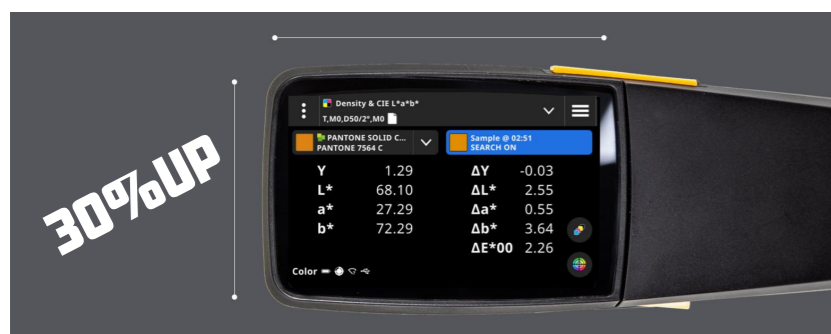 30%UP
Density & CIE L*a*b*
T,M0,D50/2°,M0
PANTONE SOLID C...
PANTONE 7564 C
Sample @ 02:51
SEARCH ON
Y 1.29 ΔY -0.03
L* 68.10 ΔL* 2.55
a* 27.29 Δa* 0.55
b* 72.29 Δb* 3.64
ΔE*00 2.26
Color